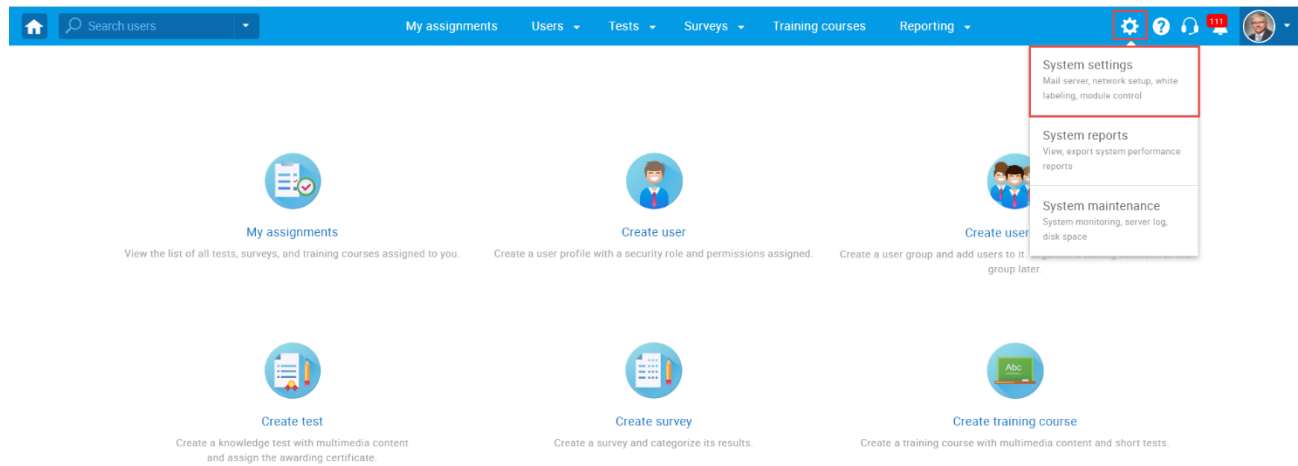 Search users
My assignments Users Tests Surveys Training courses Reporting
111
System settings
Mail server, network setup, white
labeling, module control
System reports
View, export system performance
reports
System maintenance
System monitoring, server log,
disk space
My assignments
View the list of all tests, surveys, and training courses assigned to you.
Create user
Create a user profile with a security role and permissions assigned.
Create user
Create a user group and add users to it
group later.
Create test
Create a knowledge test with multimedia content
and assign the awarding certificate.
Create survey
Create a survey and categorize its results.
Abc
Create training course
Create a training course with multimedia content and short tests.